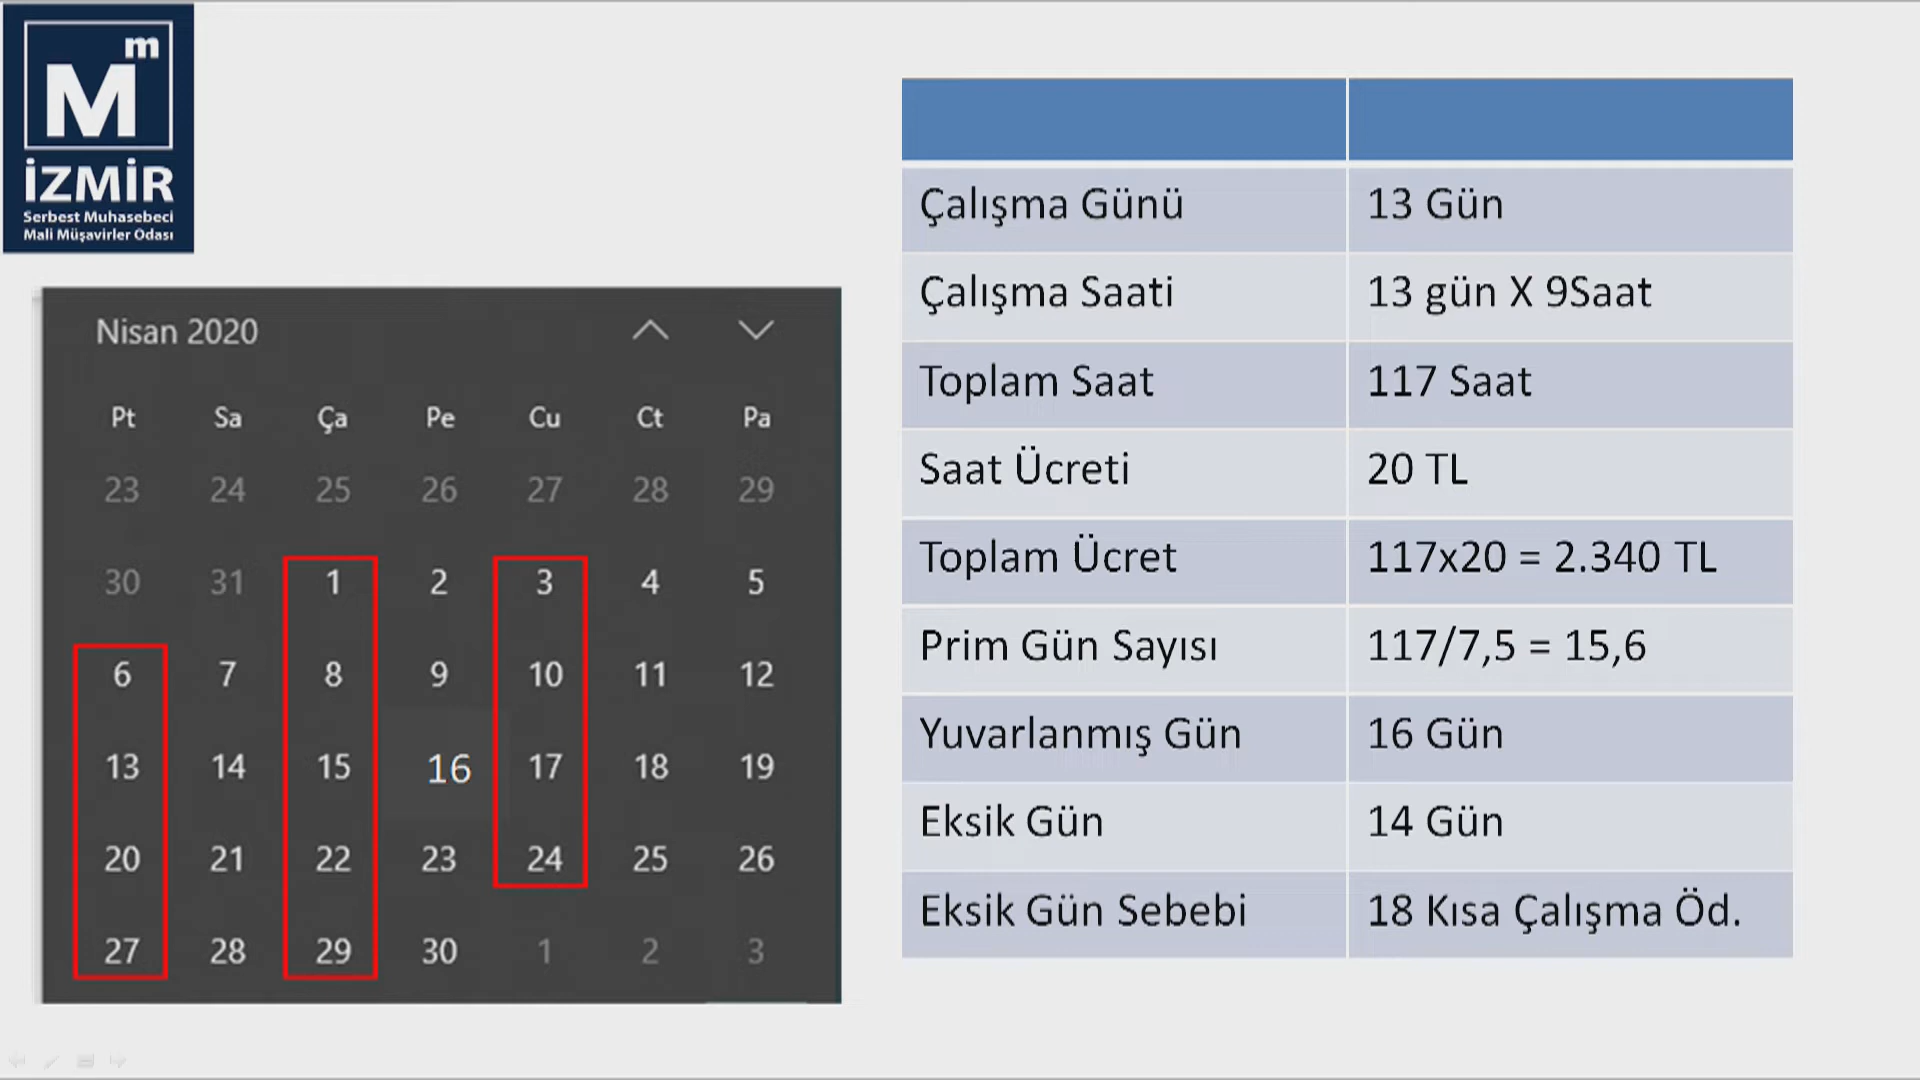 m
M
İZMİR
Serbest Muhasebeci
Mali Müşavirler Odası
Nisan 2020
Pt Sa Ça Pe Cu Ct Pa
23 24 25 26 27 28 29
30 31 1 2 3 4 5
6 7 8 9 10 11 12
13 14 15 16 17 18 19
20 21 22 23 24 25 26
27 28 29 30 1 2 3
Çalışma Günü 13 Gün
Çalışma Saati 13 gün X 9Saat
Toplam Saat 117 Saat
Saat Ücreti 20 TL
Toplam Ücret 117x20 = 2.340 TL
Prim Gün Sayısı 117/7,5 = 15,6
Yuvarlanmış Gün 16 Gün
Eksik Gün 14 Gün
Eksik Gün Sebebi 18 Kısa Çalışma Öd.